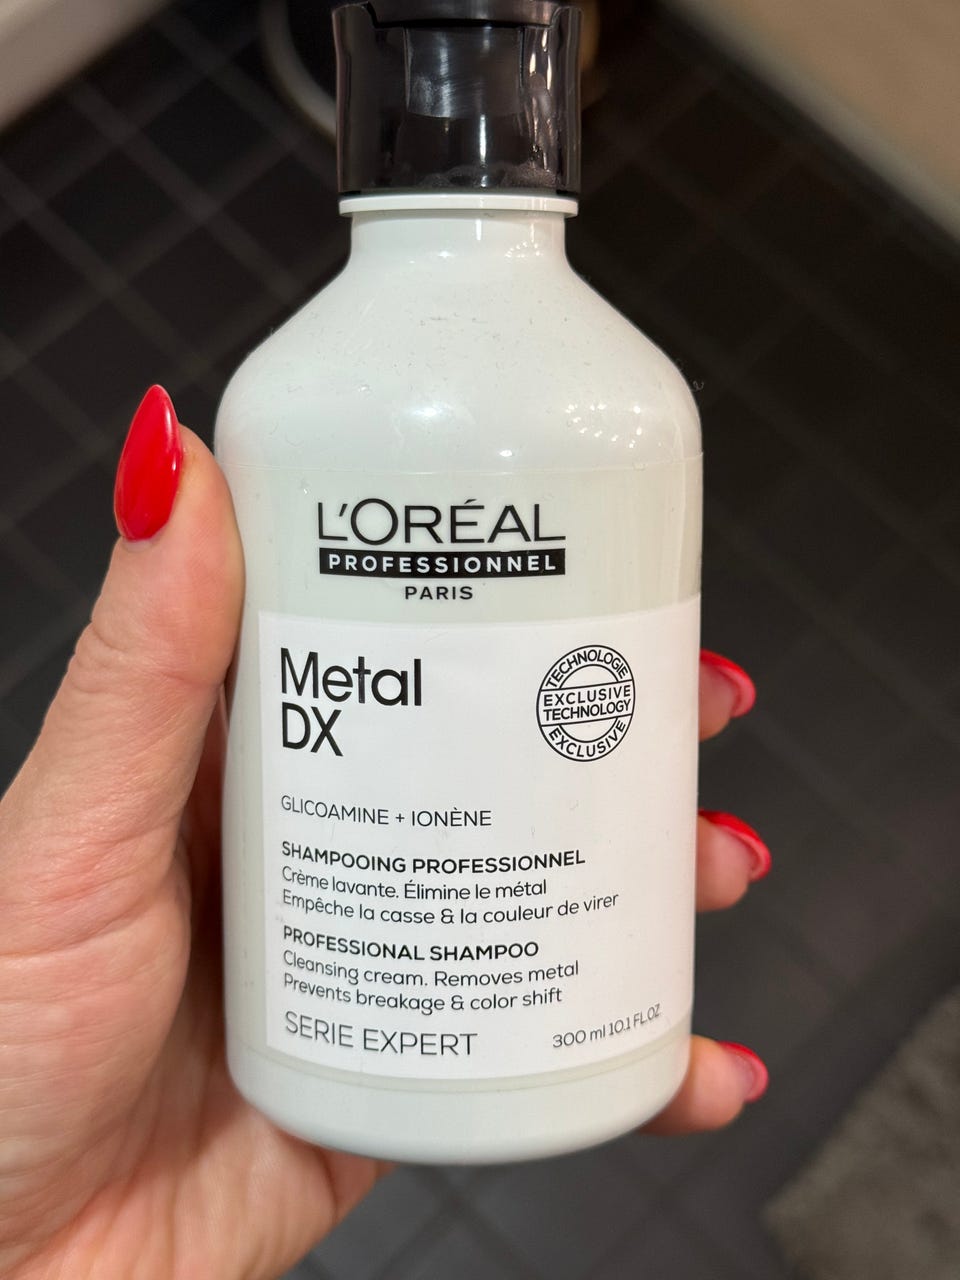 L'ORÉAL
PROFESSIONNEL
PARIS
Metal
DX
TECHNOLOGIE
EXCLUSIVE
TECHNOLOGY
EXCLUSIVE
GLICOAMINE + IONÈNE
SHAMPOOING PROFESSIONNEL
Crème lavante. Élimine le métal
Empêche la casse & la couleur de virer
PROFESSIONAL SHAMPOO
Cleansing cream. Removes metal
Prevents breakage & color shift
SERIE EXPERT
300 ml 10.1 FL.OZ.